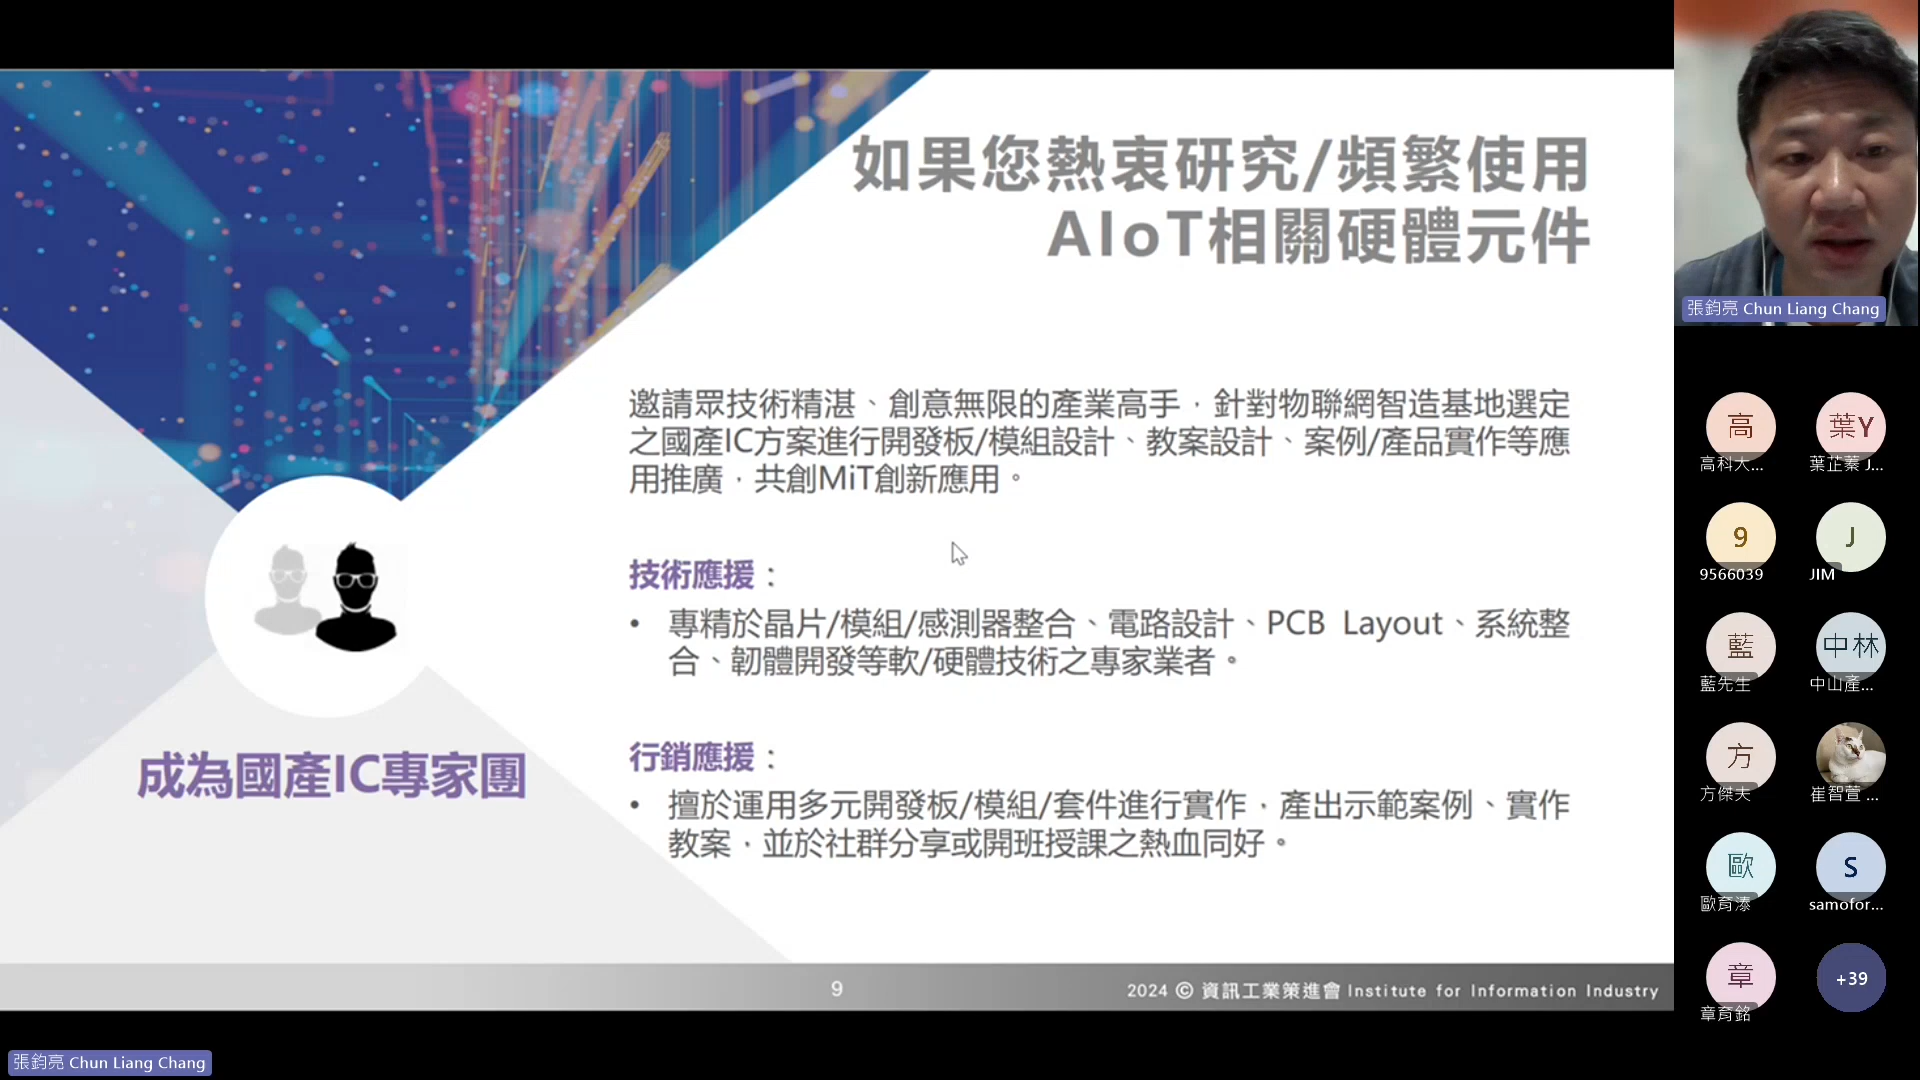 如果您熱衷研究/頻繁使用
AIoT相關硬體元件
邀請眾技術精湛、創意無限的產業高手，針對物聯網智造基地選定
之國產IC方案進行開發板/模組設計、教案設計、案例/產品實作等應
用推廣，共創MiT創新應用。
技術應援：
• 專精於晶片/模組/感測器整合、電路設計、PCB Layout、系統整
合、韌體開發等軟/硬體技術之專家業者。
行銷應援：
• 擅於運用多元開發板/模組/套件進行實作，產出示範案例、實作
教案，並於社群分享或開班授課之熱血同好。
成為國產IC專家團
9
2024 © 資訊工業策進會 Institute for Information Industry
張鈞亮 Chun Liang Chang
張鈞亮 Chun Liang Chang
高
高科大...
葉Y
葉芷蓁 J...
9
9566039
J
JIM
藍
藍先生
中林
中山產...
方
方傑夫
崔智萱 ...
歐
歐育溙
S
samofor...
章
章育銘
+39